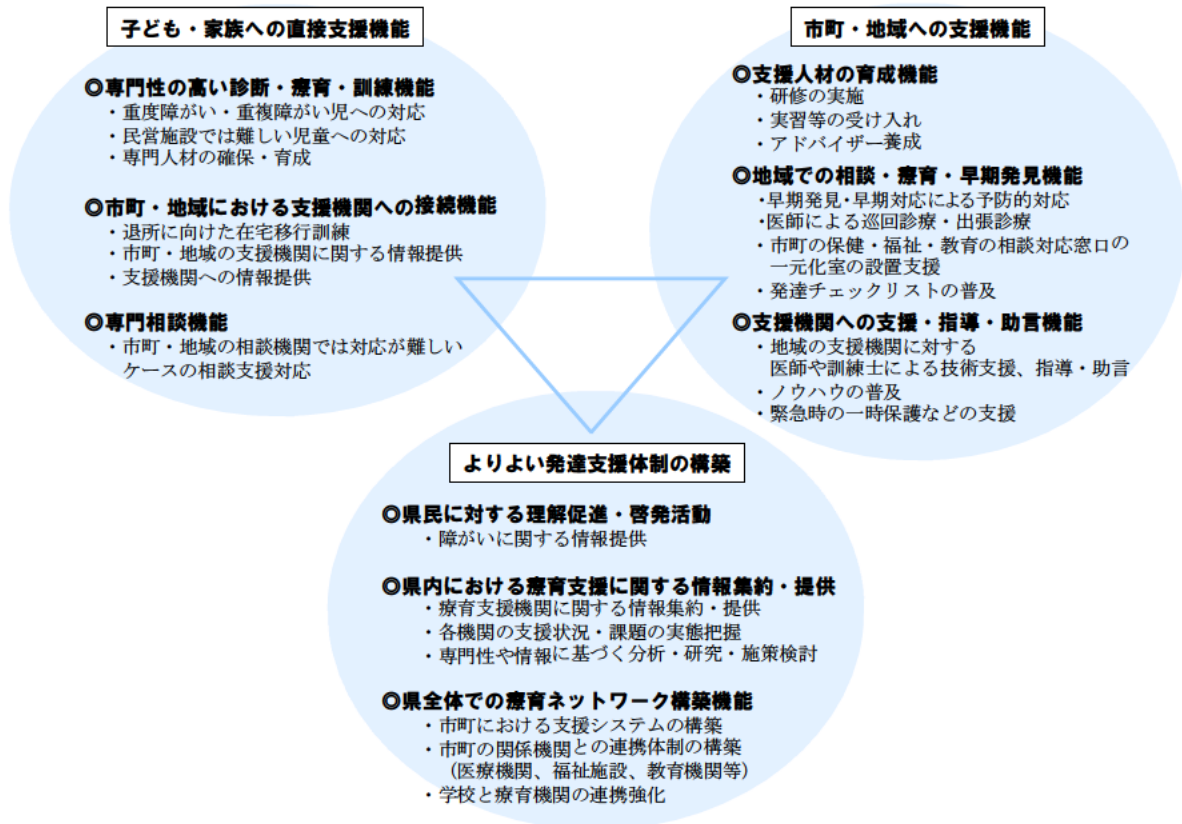 子ども・家族への直接支援機能
◎専門性の高い診断・療育・訓練機能
・重度障がい・重複障がい児への対応
・民営施設では難しい児童への対応
・専門人材の確保・育成
◎市町・地域における支援機関への接続機能
・退所に向けた在宅移行訓練
・市町・地域の支援機関に関する情報提供
・支援機関への情報提供
◎専門相談機能
・市町・地域の相談機関では対応が難しい
ケースの相談支援対応
市町・地域への支援機能
◎支援人材の育成機能
・研修の実施
・実習等の受け入れ
・アドバイザー養成
◎地域での相談・療育・早期発見機能
・早期発見・早期対応による予防的対応
・医師による巡回診療・出張診療
・市町の保健・福祉・教育の相談対応窓口の
一元化室の設置支援
・発達チェックリストの普及
◎支援機関への支援・指導・助言機能
・地域の支援機関に対する
医師や訓練士による技術支援、指導・助言
・ノウハウの普及
・緊急時の一時保護などの支援
よりよい発達支援体制の構築
◎県民に対する理解促進・啓発活動
・障がいに関する情報提供
◎県内における療育支援に関する情報集約・提供
・療育支援機関に関する情報集約・提供
・各機関の支援状況・課題の実態把握
・専門性や情報に基づく分析・研究・施策検討
◎県全体での療育ネットワーク構築機能
・市町における支援システムの構築
・市町の関係機関との連携体制の構築
（医療機関、福祉施設、教育機関等）
・学校と療育機関の連携強化